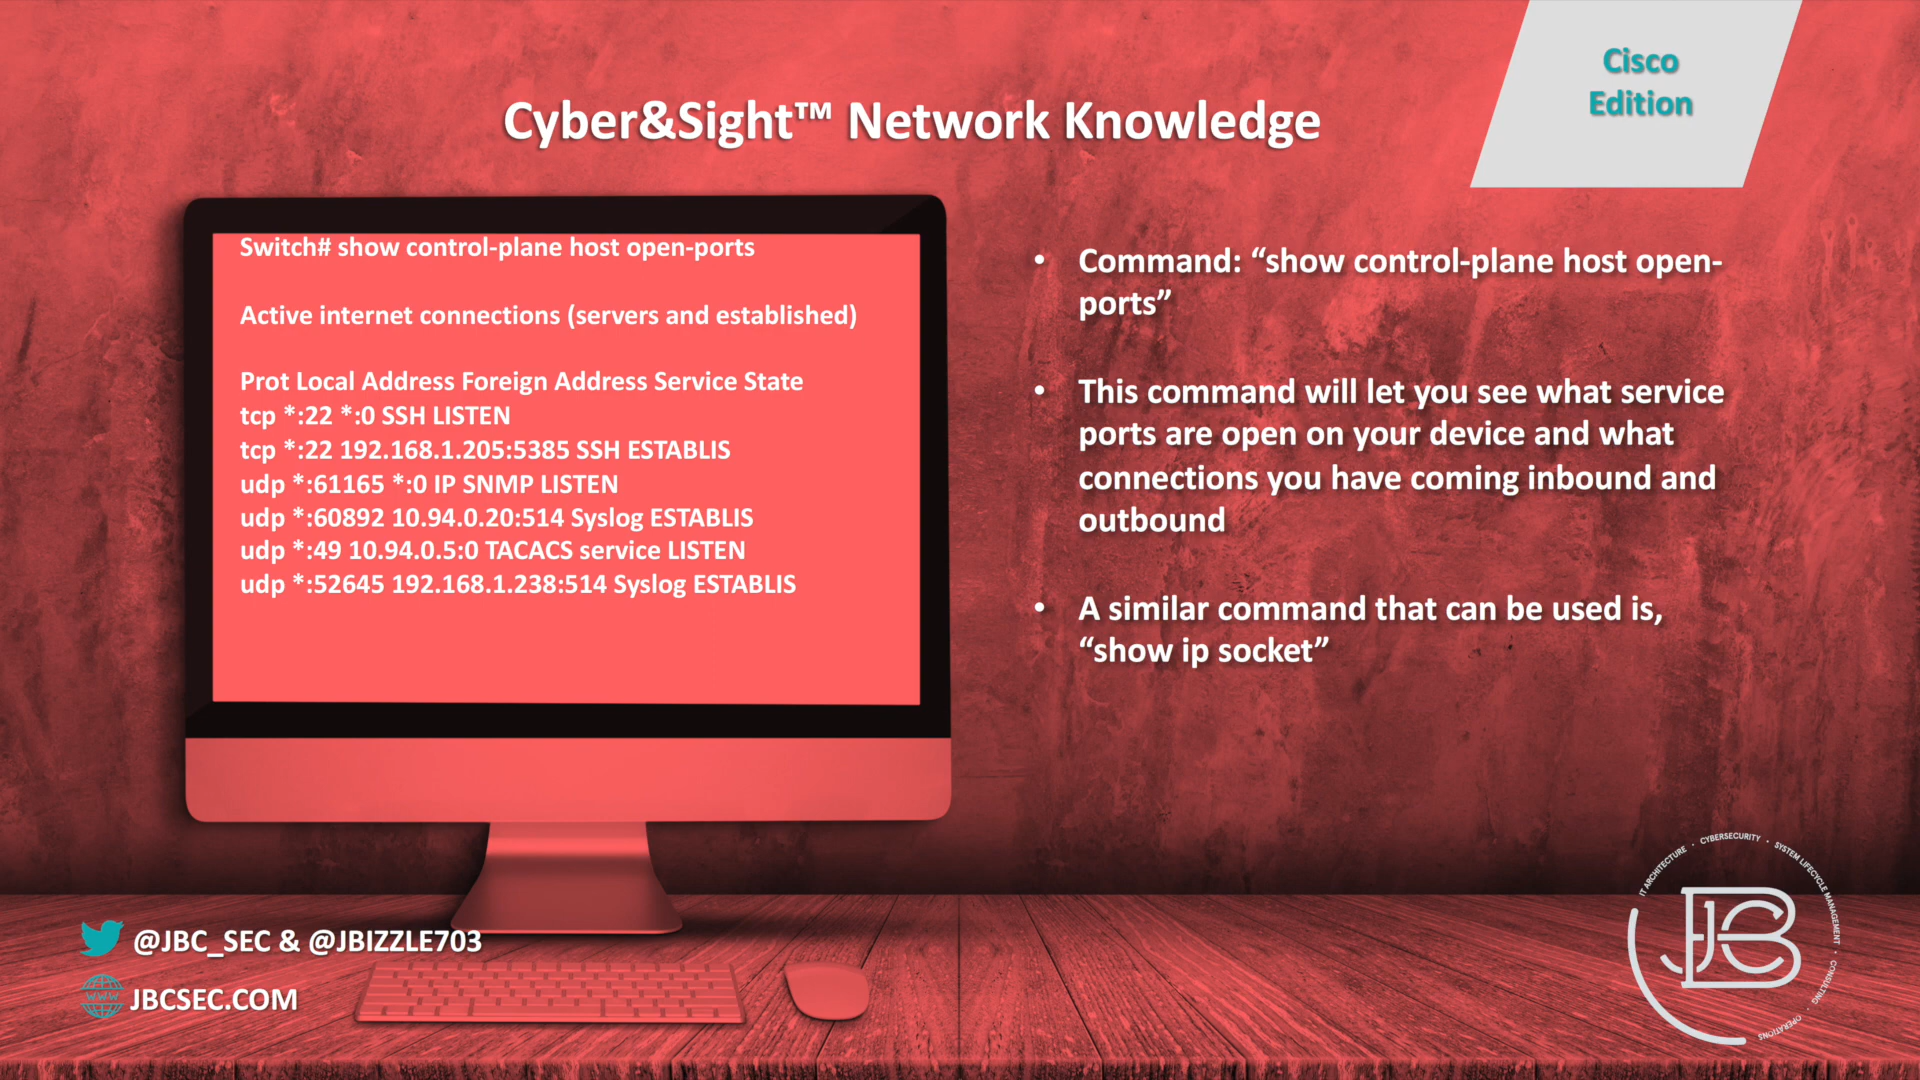 Cisco
Edition
Cyber&Sight™ Network Knowledge
Switch# show control-plane host open-ports
Active internet connections (servers and established)
Prot Local Address Foreign Address Service State
tcp *:22 *:0 SSH LISTEN
tcp *:22 192.168.1.205:5385 SSH ESTABLIS
udp *:61165 *:0 IP SNMP LISTEN
udp *:60892 10.94.0.20:514 Syslog ESTABLIS
udp *:49 10.94.0.5:0 TACACS service LISTEN
udp *:52645 192.168.1.238:514 Syslog ESTABLIS
• Command: “show control-plane host open-
ports”
• This command will let you see what service
ports are open on your device and what
connections you have coming inbound and
outbound
• A similar command that can be used is,
“show ip socket”
@JBC_SEC & @JBIZZLE703
WWW
JBCSEC.COM
IT ARCHITECTURE · CYBERSECURITY · SYSTEM LIFECYCLE MANAGEMENT · CONSULTING · OPERATIONS
JBC